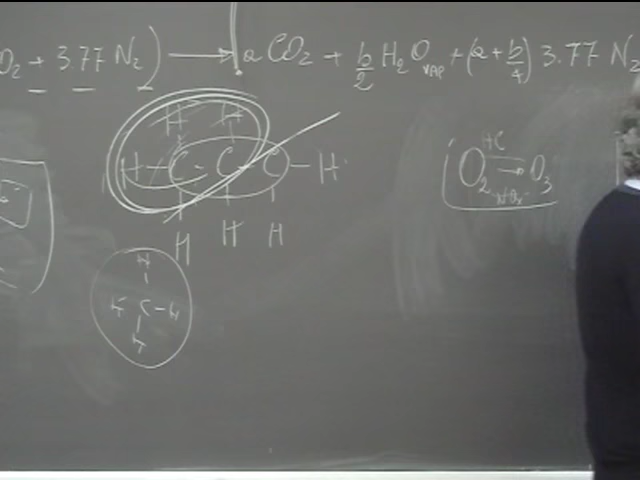 O₂ + 3.77 N₂) → a CO₂ + b/2 H₂O VAP + (a + b/4) 3.77 N₂
H H
H - C - C - C - H
H H H
HC
O₂ → O₃
NOx
H
H C - H
H